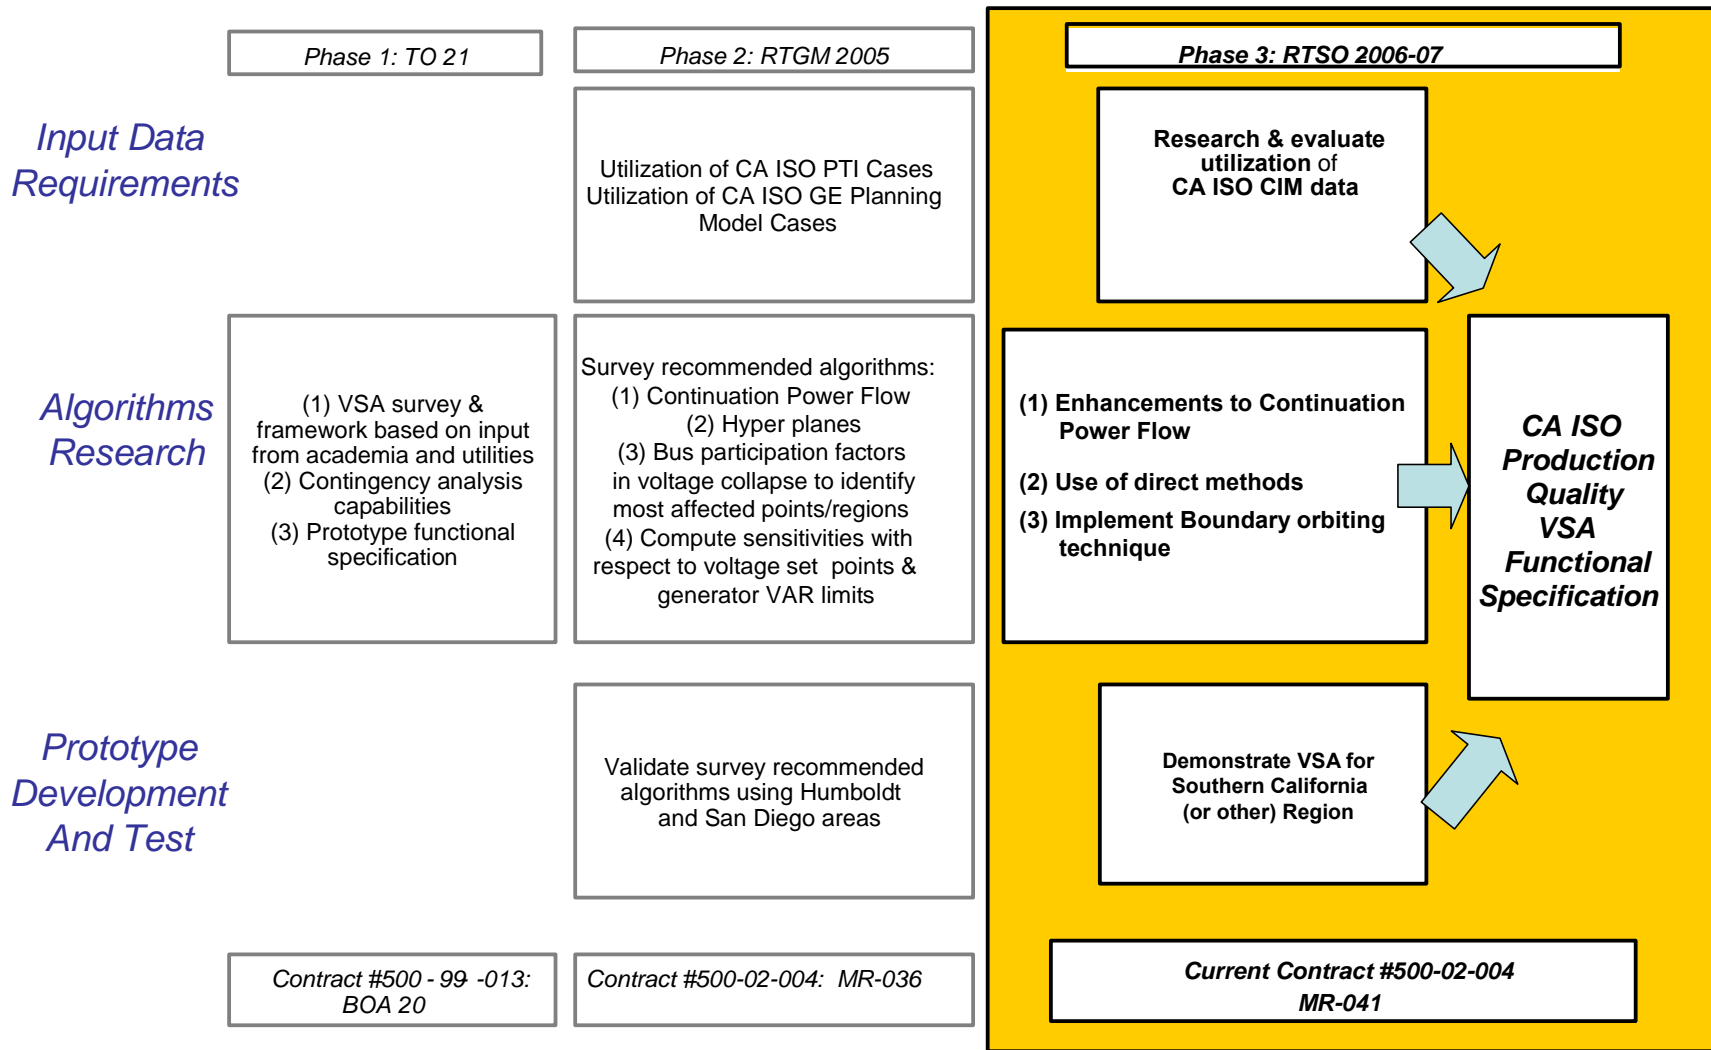 Phase 1: TO 21
Phase 2: RTGM 2005
Phase 3: RTSO 2006-07
Input Data
Requirements
Utilization of CA ISO PTI Cases
Utilization of CA ISO GE Planning
Model Cases
Research & evaluate
utilization of
CA ISO CIM data
Algorithms
Research
(1) VSA survey &
framework based on input
from academia and utilities
(2) Contingency analysis
capabilities
(3) Prototype functional
specification
Survey recommended algorithms:
(1) Continuation Power Flow
(2) Hyper planes
(3) Bus participation factors
in voltage collapse to identify
most affected points/regions
(4) Compute sensitivities with
respect to voltage set points &
generator VAR limits
(1) Enhancements to Continuation
Power Flow
(2) Use of direct methods
(3) Implement Boundary orbiting
technique
CA ISO
Production
Quality
VSA
Functional
Specification
Prototype
Development
And Test
Validate survey recommended
algorithms using Humboldt
and San Diego areas
Demonstrate VSA for
Southern California
(or other) Region
Contract #500 - 99 -013:
BOA 20
Contract #500-02-004: MR-036
Current Contract #500-02-004
MR-041